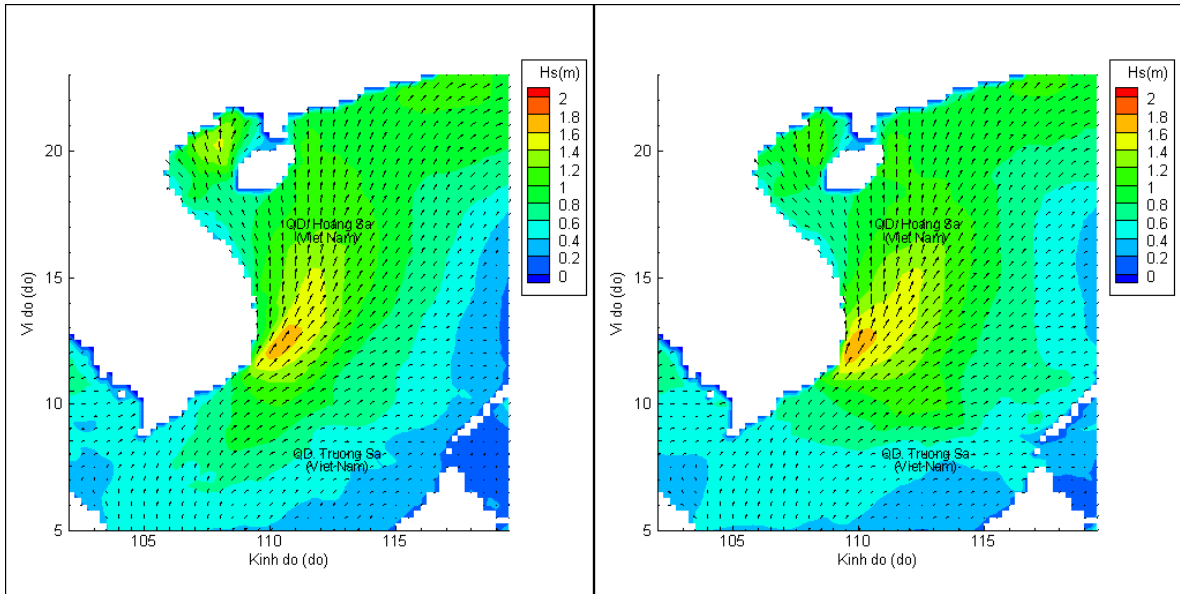 Hs(m)
2
1.8
1.6
1.4
1.2
1
0.8
0.6
0.4
0.2
0
20
15
10
5
Vi do (do)
QD. Hoang Sa
(Viet Nam)
QD. Truong Sa
(Viet-Nam)
105
110
115
Kinh do (do)
Hs(m)
2
1.8
1.6
1.4
1.2
1
0.8
0.6
0.4
0.2
0
20
15
10
5
Vi do (do)
QD. Hoang Sa
(Viet Nam)
QD. Truong Sa
(Viet-Nam)
105
110
115
Kinh do (do)